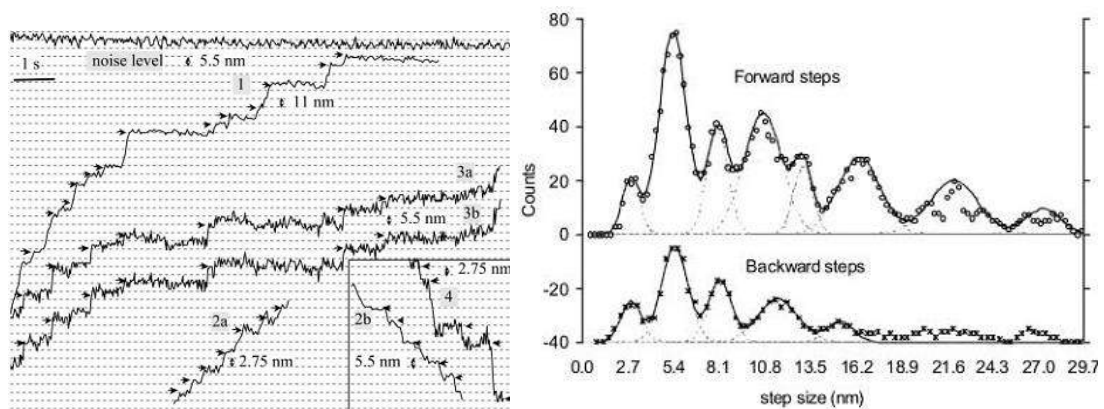 noise level
5.5 nm
1 s
1
11 nm
3a
5.5 nm
3b
2.75 nm
4
2a
2b
2.75 nm
5.5 nm
80
60
40
20
0
-20
-40
Counts
Forward steps
Backward steps
0.0 2.7 5.4 8.1 10.8 13.5 16.2 18.9 21.6 24.3 27.0 29.7
step size (nm)